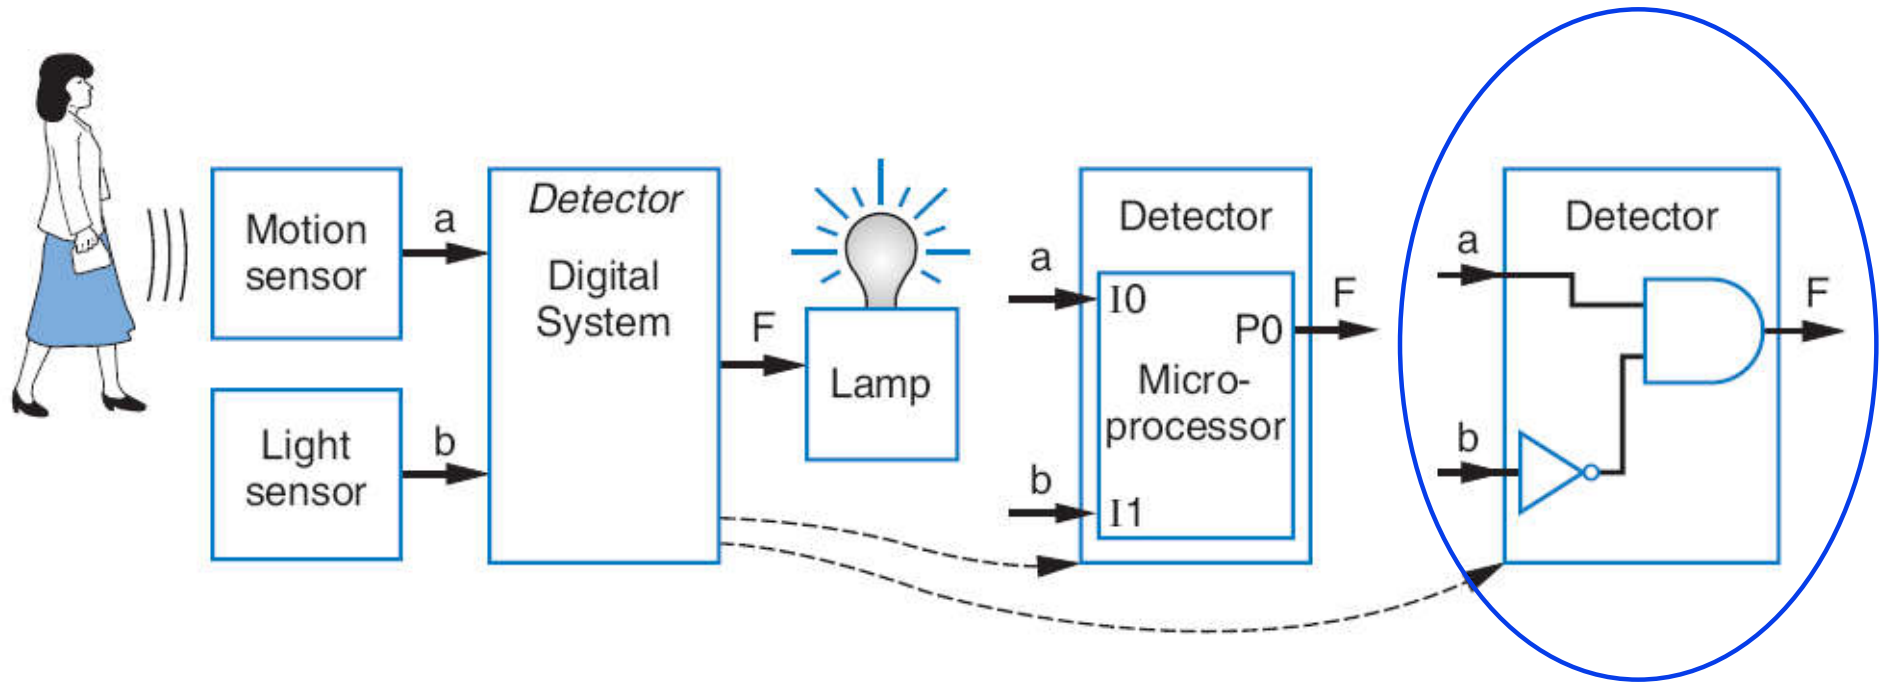 Motion
sensor
a
Light
sensor
b
Detector
Digital
System
F
Lamp
Detector
a
I0
P0
F
Micro-
processor
b
I1
Detector
a
F
b